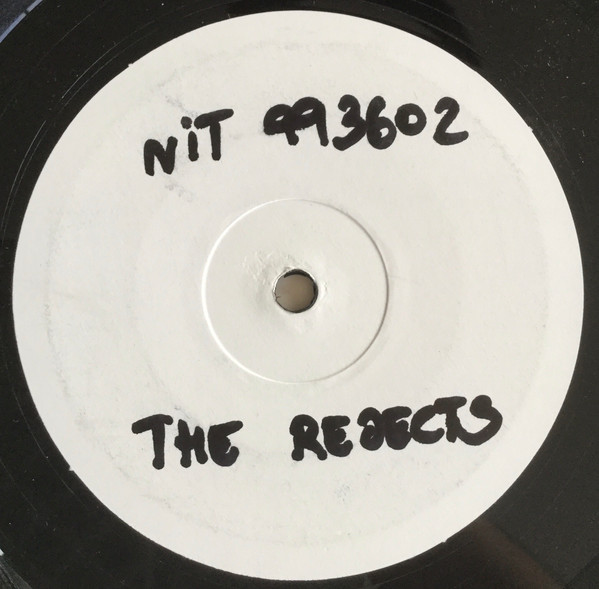 NiT 993602
THE REJECTS